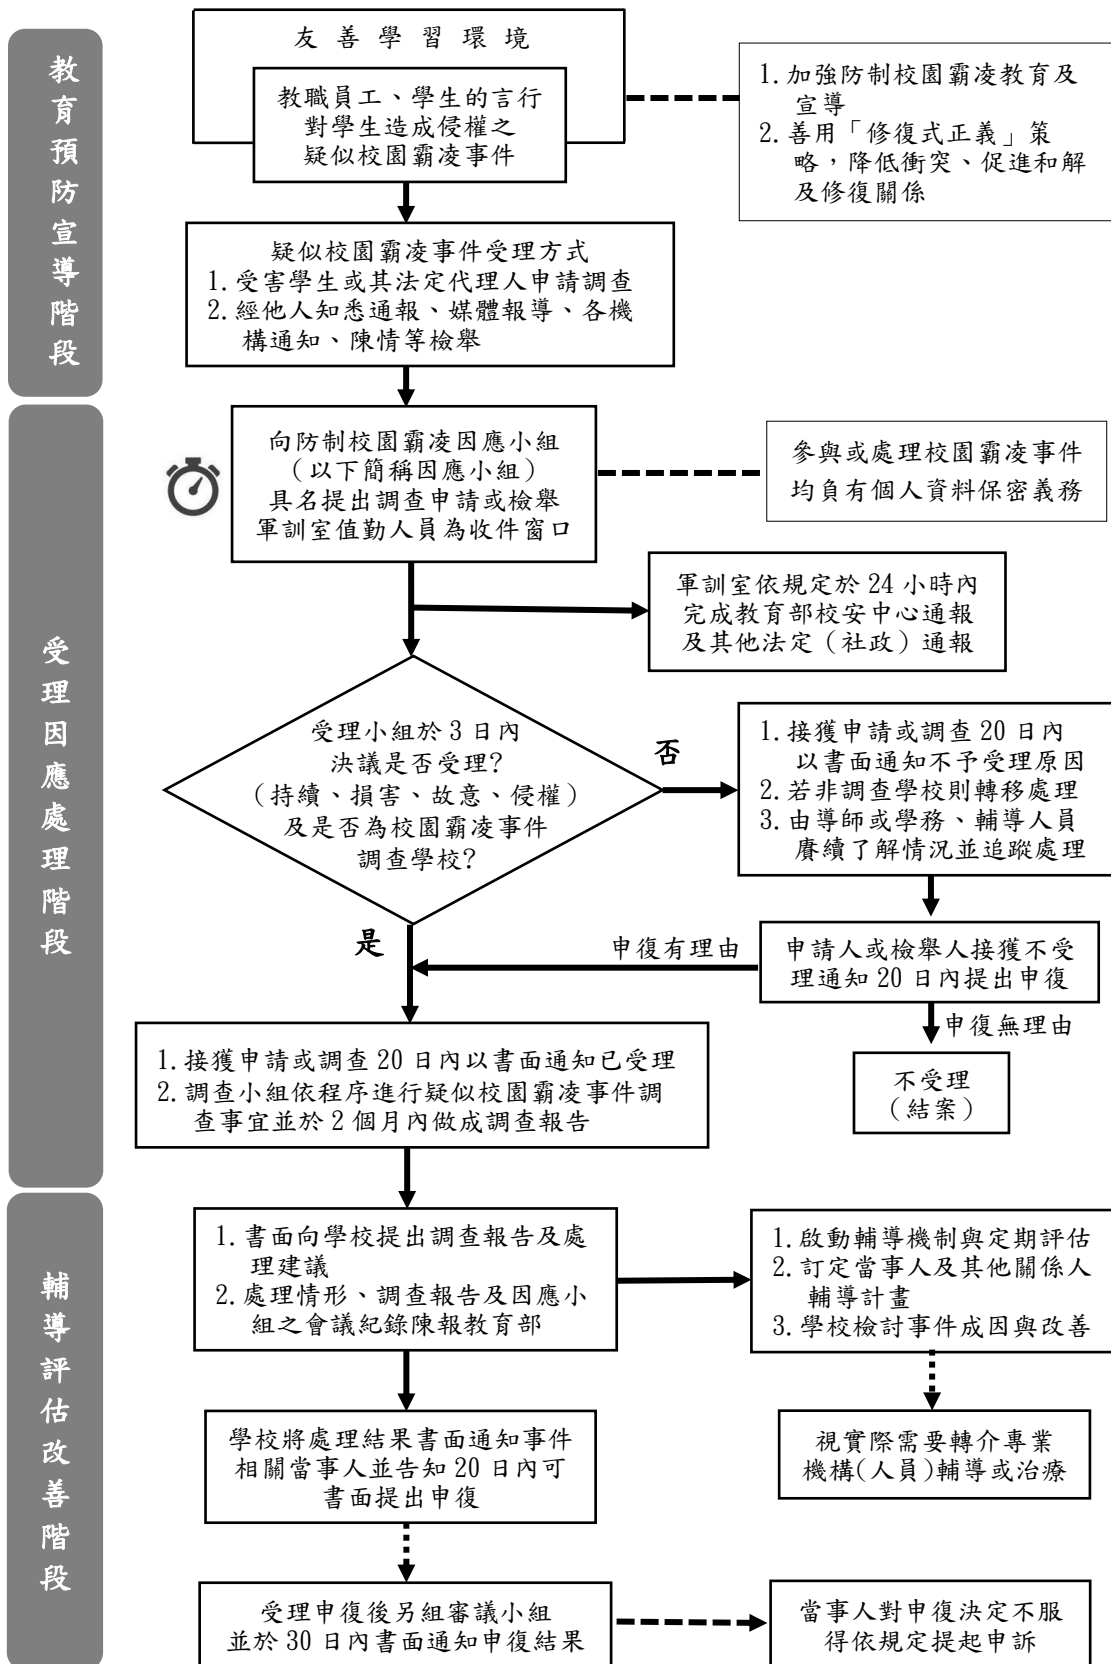 教育預防宣導階段
友善學習環境
教職員工、學生的言行
對學生造成侵權之
疑似校園霸凌事件
1.加強防制校園霸凌教育及
宣導
2.善用「修復式正義」策
略，降低衝突、促進和解
及修復關係
疑似校園霸凌事件受理方式
1.受害學生或其法定代理人申請調查
2.經他人知悉通報、媒體報導、各機
構通知、陳情等檢舉
受理因應處理階段
向防制校園霸凌因應小組
（以下簡稱因應小組）
具名提出調查申請或檢舉
軍訓室值勤人員為收件窗口
參與或處理校園霸凌事件
均負有個人資料保密義務
軍訓室依規定於 24 小時內
完成教育部校安中心通報
及其他法定（社政）通報
受理小組於 3 日內
決議是否受理?
（持續、損害、故意、侵權）
及是否為校園霸凌事件
調查學校?
否
1.接獲申請或調查 20 日內
以書面通知不予受理原因
2.若非調查學校則轉移處理
3.由導師或學務、輔導人員
賡續了解情況並追蹤處理
是
申復有理由
申請人或檢舉人接獲不受
理通知 20 日內提出申復
申復無理由
不受理
（結案）
1.接獲申請或調查 20 日內以書面通知已受理
2.調查小組依程序進行疑似校園霸凌事件調
查事宜並於 2 個月內做成調查報告
輔導評估改善階段
1.書面向學校提出調查報告及處
理建議
2.處理情形、調查報告及因應小
組之會議紀錄陳報教育部
1.啟動輔導機制與定期評估
2.訂定當事人及其他關係人
輔導計畫
3.學校檢討事件成因與改善
學校將處理結果書面通知事件
相關當事人並告知 20 日內可
書面提出申復
視實際需要轉介專業
機構(人員)輔導或治療
受理申復後另組審議小組
並於 30 日內書面通知申復結果
當事人對申復決定不服
得依規定提起申訴